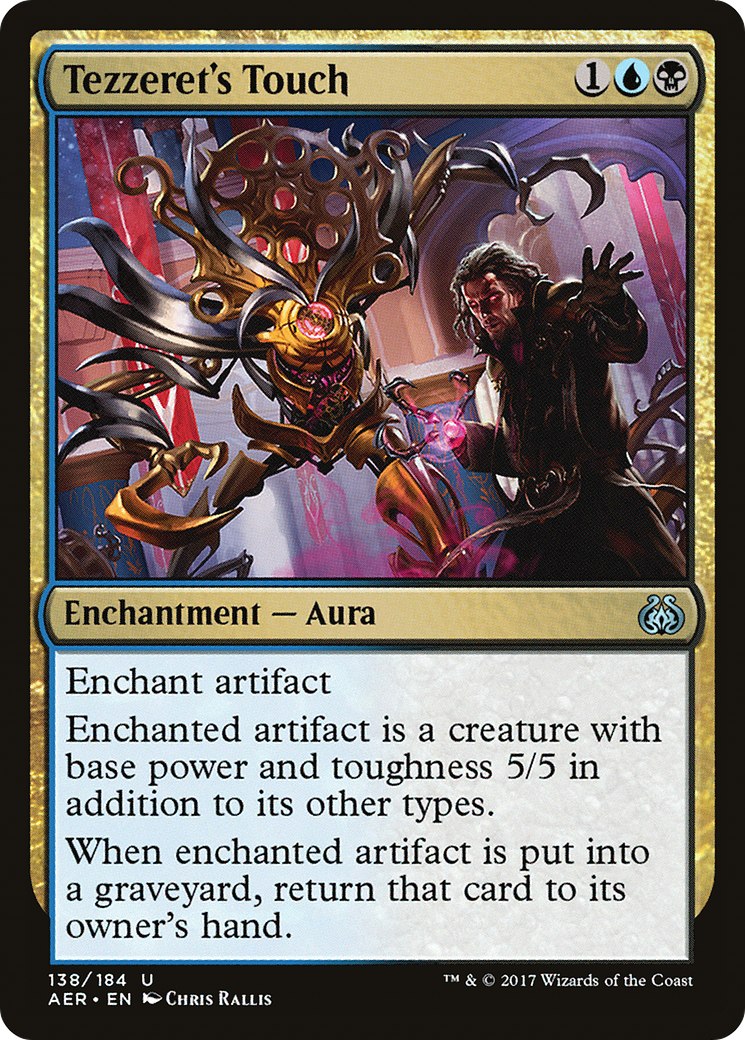 Tezzeret's Touch 1
Enchantment — Aura
Enchant artifact
Enchanted artifact is a creature with
base power and toughness 5/5 in
addition to its other types.
When enchanted artifact is put into
a graveyard, return that card to its
owner's hand.
138/184 U
AER • EN Chris Rallis
™ & © 2017 Wizards of the Coast